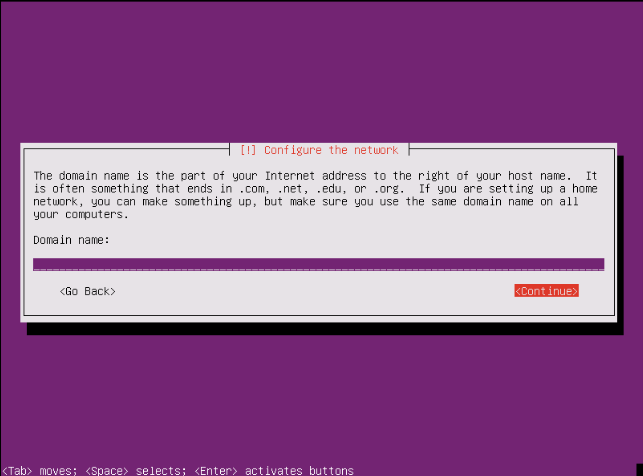 [!] Configure the network
The domain name is the part of your Internet address to the right of your host name.  It
is often something that ends in .com, .net, .edu, or .org.  If you are setting up a home
network, you can make something up, but make sure you use the same domain name on all
your computers.
Domain name:
<Go Back> <Continue>
<Tab> moves; <Space> selects; <Enter> activates buttons